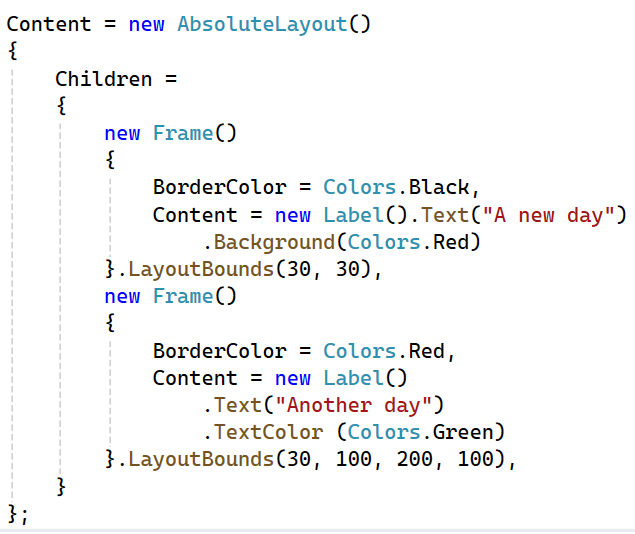 Content = new AbsoluteLayout()
{
    Children =
    {
        new Frame()
        {
            BorderColor = Colors.Black,
            Content = new Label().Text("A new day")
                .Background(Colors.Red)
        }.LayoutBounds(30, 30),
        new Frame()
        {
            BorderColor = Colors.Red,
            Content = new Label()
                .Text("Another day")
                .TextColor (Colors.Green)
        }.LayoutBounds(30, 100, 200, 100),
    }
};